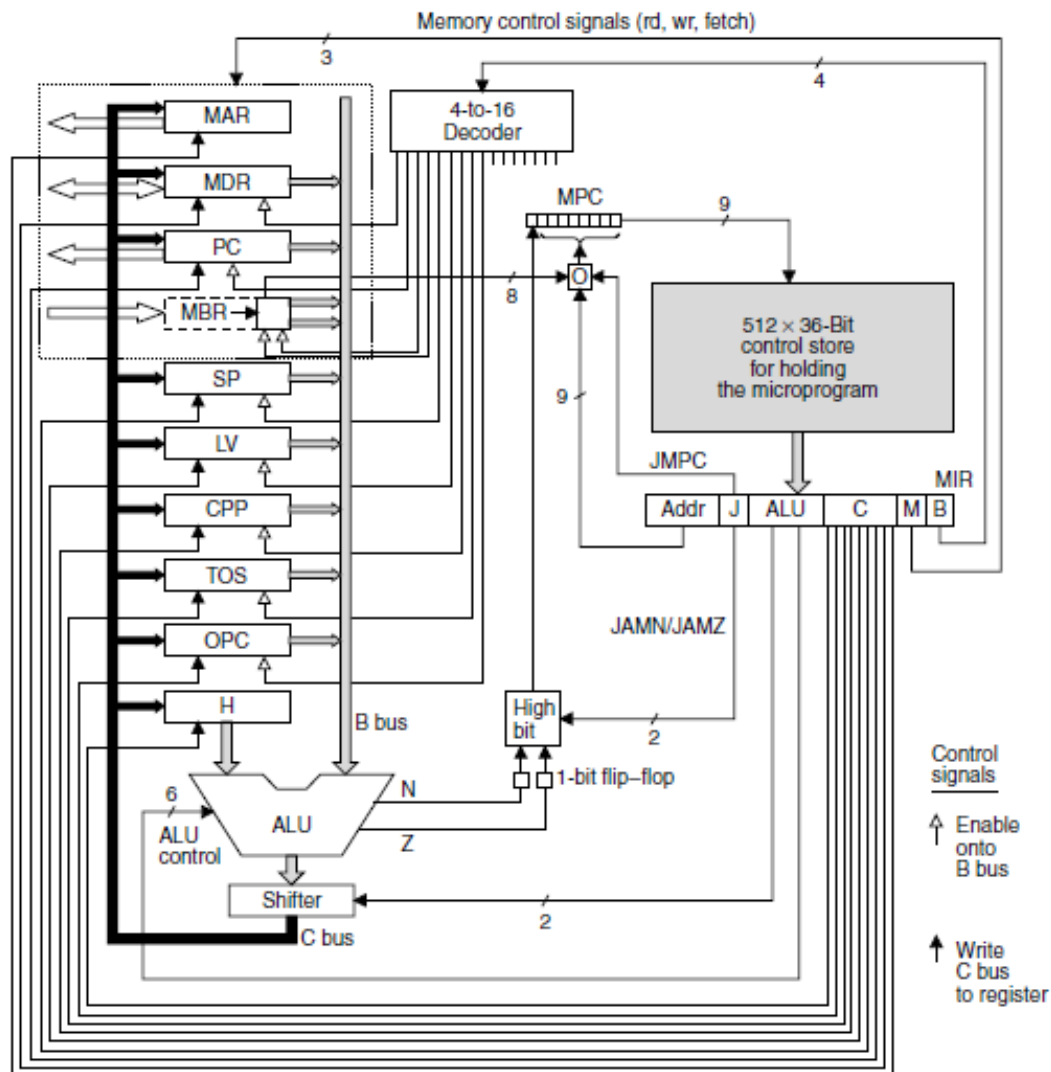 Memory control signals (rd, wr, fetch)
3
4
MAR
4-to-16
Decoder
MDR
MPC
9
PC
O
8
MBR
512 × 36-Bit
control store
for holding
the microprogram
SP
9
LV
JMPC
MIR
CPP
Addr
J
ALU
C
M
B
TOS
JAMN/JAMZ
OPC
H
B bus
High
bit
2
Control
signals
1-bit flip–flop
6
N
ALU
ALU
control
Z
Enable
onto
B bus
Shifter
2
C bus
Write
C bus
to register